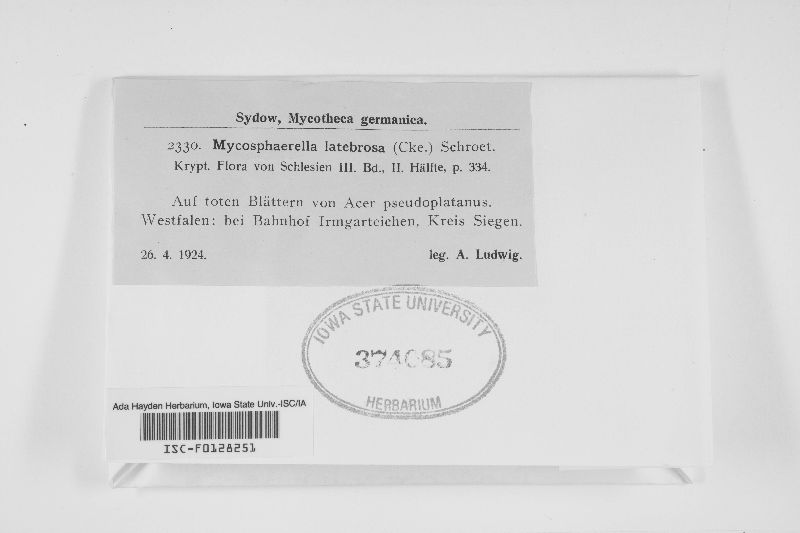 Sydow, Mycotheca germanica.
2330. Mycosphaerella latebrosa (Cke.) Schroet.
Krypt. Flora von Schlesien III. Bd., II. Hälfte, p. 334.
Auf toten Blättern von Acer pseudoplatanus.
Westfalen: bei Bahnhof Irmgarteichen, Kreis Siegen.
26. 4. 1924. leg. A. Ludwig.
IOWA STATE UNIVERSITY
374085
HERBARIUM
Ada Hayden Herbarium, Iowa State Univ.-ISC/IA
ISC-F0128251